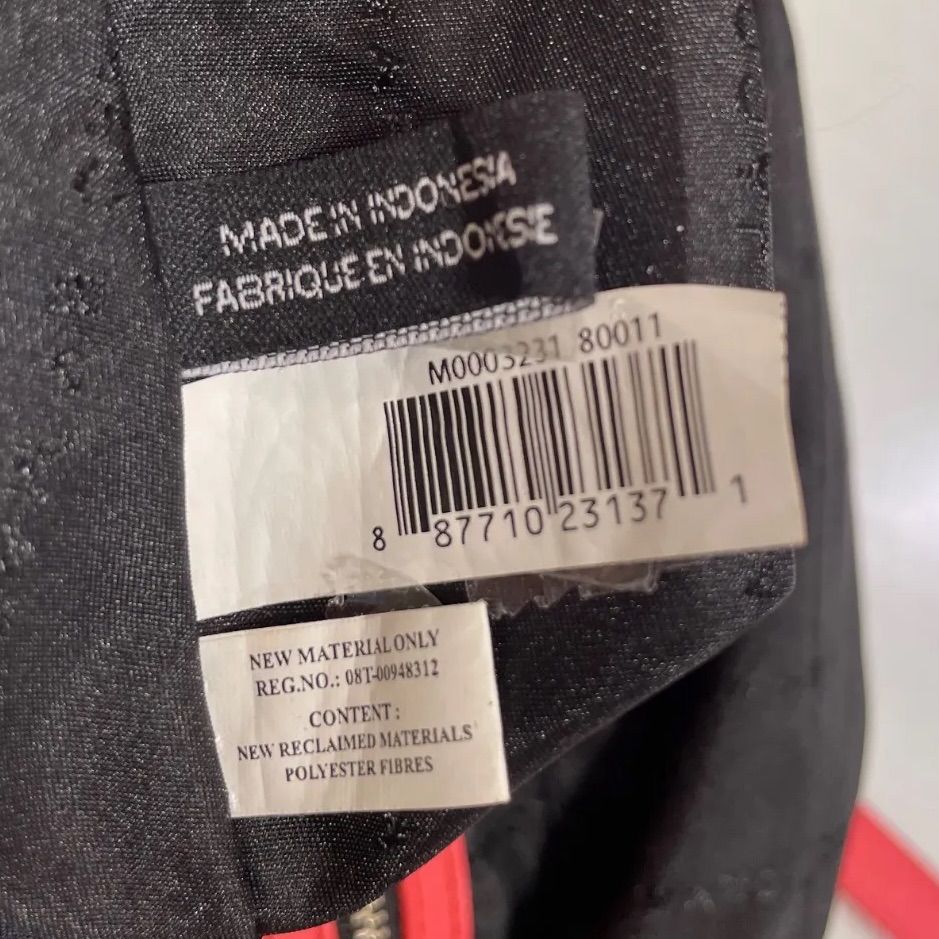 MADE IN INDONESIA
FABRIQUE EN INDONESIE
M0003231 80011
8 87710 23137 1
NEW MATERIAL ONLY
REG.NO.: 08T-00948312
CONTENT :
NEW RECLAIMED MATERIALS
POLYESTER FIBRES